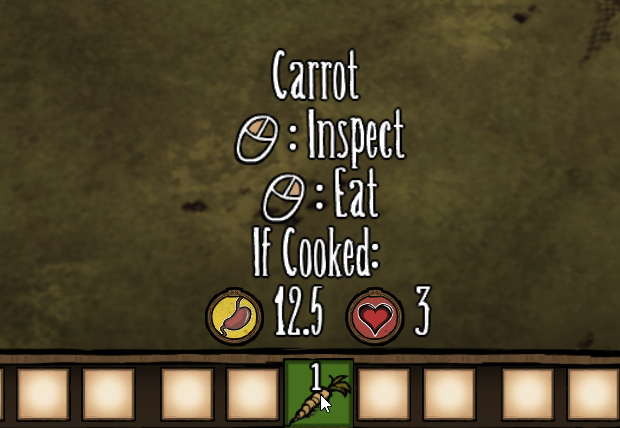 Carrot
: Inspect
: Eat
If Cooked:
12.5 3
1